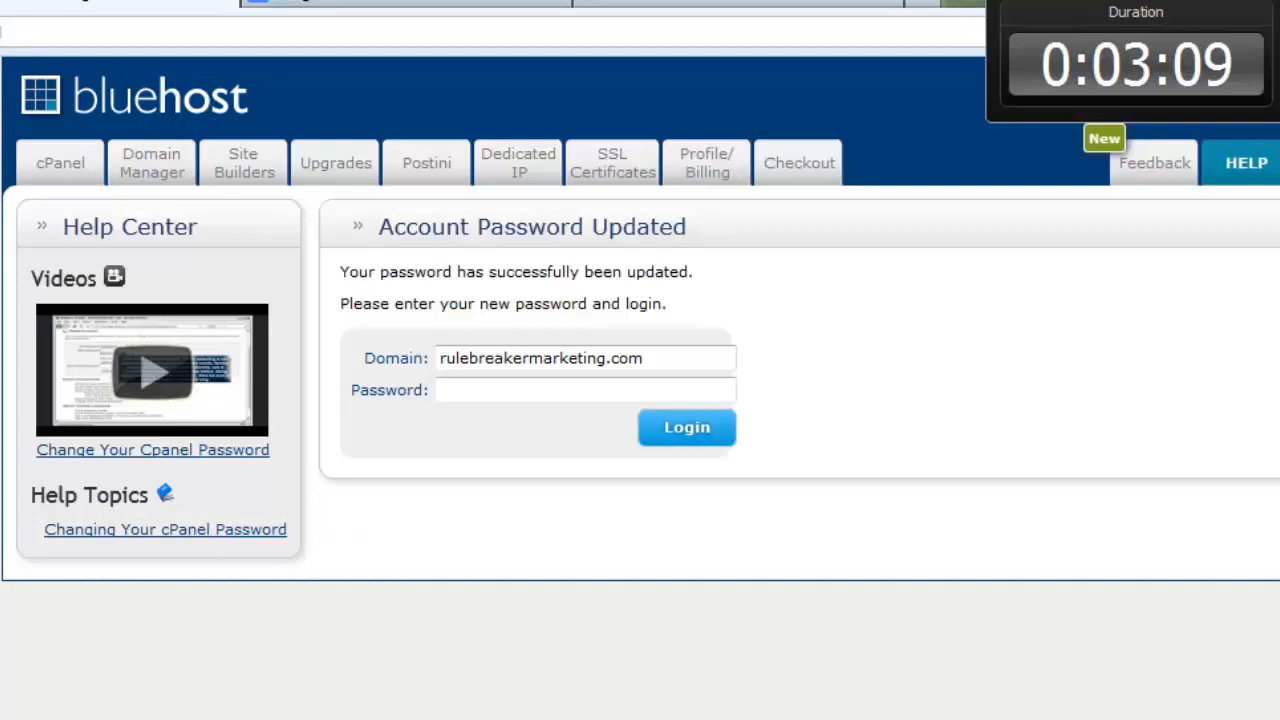 Duration
0:03:09
bluehost
New
cPanel
Domain
Manager
Site
Builders
Upgrades
Postini
Dedicated
IP
SSL
Certificates
Profile/
Billing
Checkout
Feedback
HELP
» Help Center
Videos
Change Your Cpanel Password
Help Topics
Changing Your cPanel Password
» Account Password Updated
Your password has successfully been updated.
Please enter your new password and login.
Domain: rulebreakermarketing.com
Password:
Login